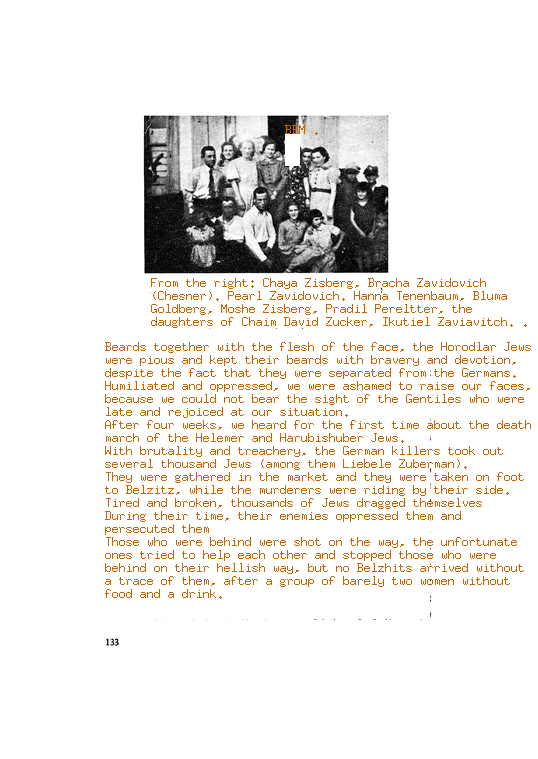 BEM .
From the right: Chaya Zisberg, Bracha Zavidovich
(Chesner). Pearl Zavidovich. Hanna Tenenbaum, Bluma
Goldberg, Moshe Zisberg, Pradil Pereltter, the
daughters of Chaim David Zucker, Ikutiel Zaviavitch. .
Beards together with the flesh of the face, the Horodlar Jews
were pious and kept their beards with bravery and devotion,
despite the fact that they were separated from the Germans.
Humiliated and oppressed, we were ashamed to raise our faces,
because we could not bear the sight of the Gentiles who were
late and rejoiced at our situation.
After four weeks, we heard for the first time about the death
march of the Helemer and Harubishuber Jews.
With brutality and treachery, the German killers took out
several thousand Jews (among them Liebele Zuberman).
They were gathered in the market and they were taken on foot
to Belzitz, while the murderers were riding by their side.
Tired and broken, thousands of Jews dragged themselves
During their time, their enemies oppressed them and
persecuted them
Those who were behind were shot on the way, the unfortunate
ones tried to help each other and stopped those who were
behind on their hellish way, but no Belzhits arrived without
a trace of them, after a group of barely two women without
food and a drink.
133